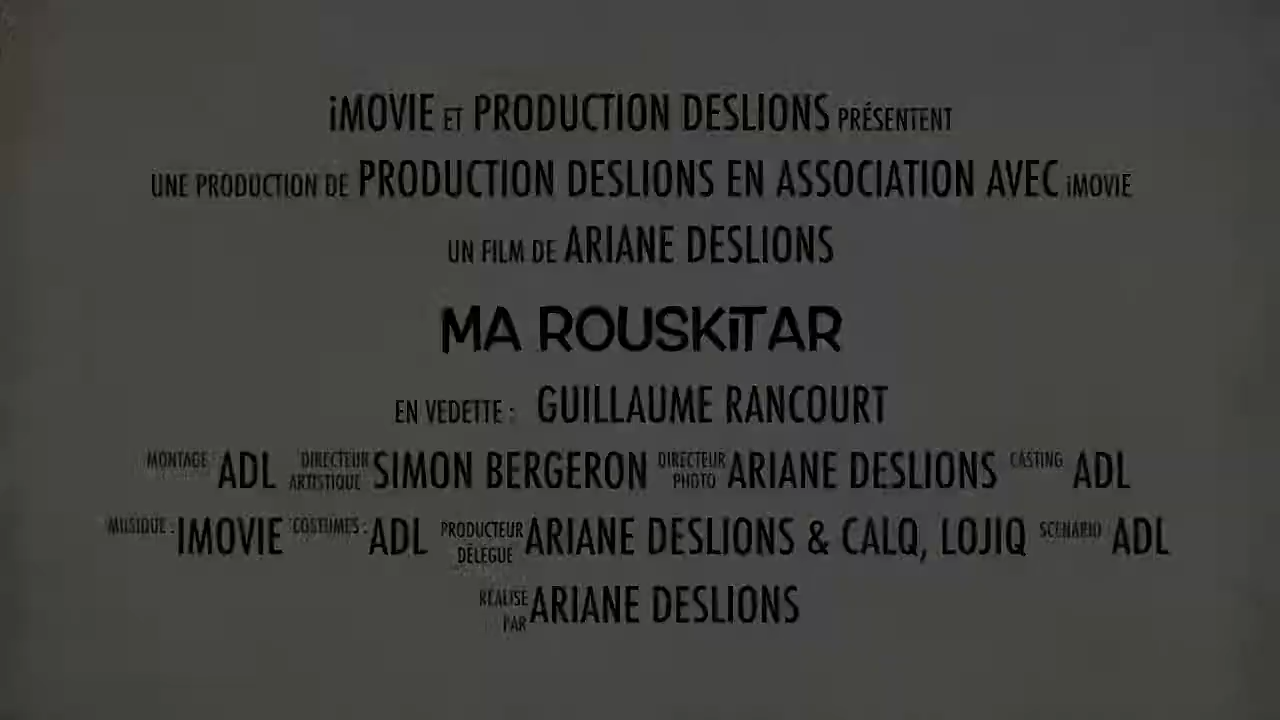 iMOVIE ET PRODUCTION DESLIONS PRÉSENTENT
UNE PRODUCTION DE PRODUCTION DESLIONS EN ASSOCIATION AVEC iMOVIE
UN FILM DE ARIANE DESLIONS
MA ROUSKiTAR
EN VEDETTE : GUILLAUME RANCOURT
MONTAGE ADL DIRECTEUR ARTISTIQUE SIMON BERGERON DIRECTEUR PHOTO ARIANE DESLIONS CASTING ADL
MUSIQUE : IMOVIE COSTUMES : ADL PRODUCTEUR DÉLÉGUÉ ARIANE DESLIONS & CALQ, LOJIQ SCENARIO ADL
RÉALISÉ PAR ARIANE DESLIONS